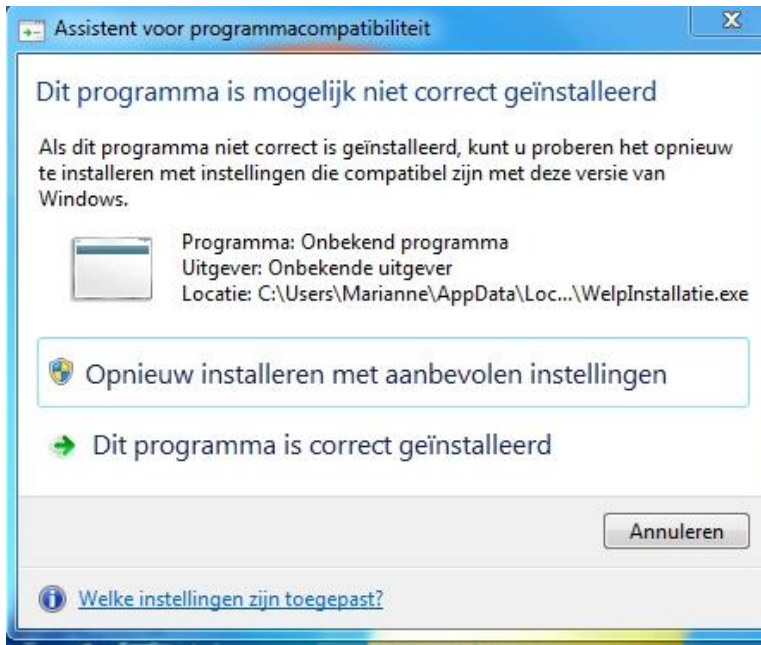 Assistent voor programmacompatibiliteit
Dit programma is mogelijk niet correct geïnstalleerd
Als dit programma niet correct is geïnstalleerd, kunt u proberen het opnieuw
te installeren met instellingen die compatibel zijn met deze versie van
Windows.
Programma: Onbekend programma
Uitgever: Onbekende uitgever
Locatie: C:\Users\Marianne\AppData\Loc...\WelpInstallatie.exe
Opnieuw installeren met aanbevolen instellingen
Dit programma is correct geïnstalleerd
Annuleren
Welke instellingen zijn toegepast?